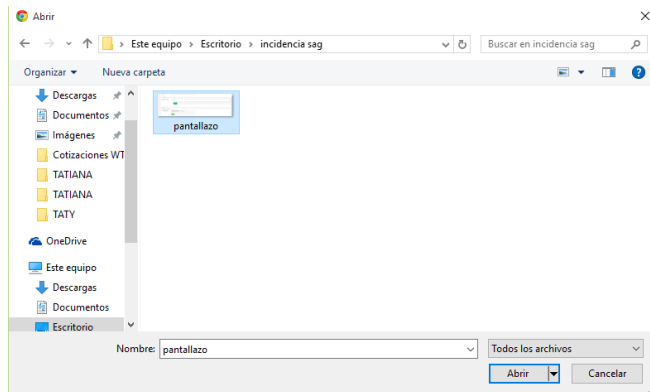 Abrir
Este equipo > Escritorio > incidencia sag
Buscar en incidencia sag
Organizar
Nueva carpeta
Descargas
Documentos
Imágenes
Cotizaciones WT
TATIANA
TATIANA
TATY
OneDrive
Este equipo
Descargas
Documentos
Escritorio
pantallazo
Nombre: pantallazo
Todos los archivos
Abrir
Cancelar